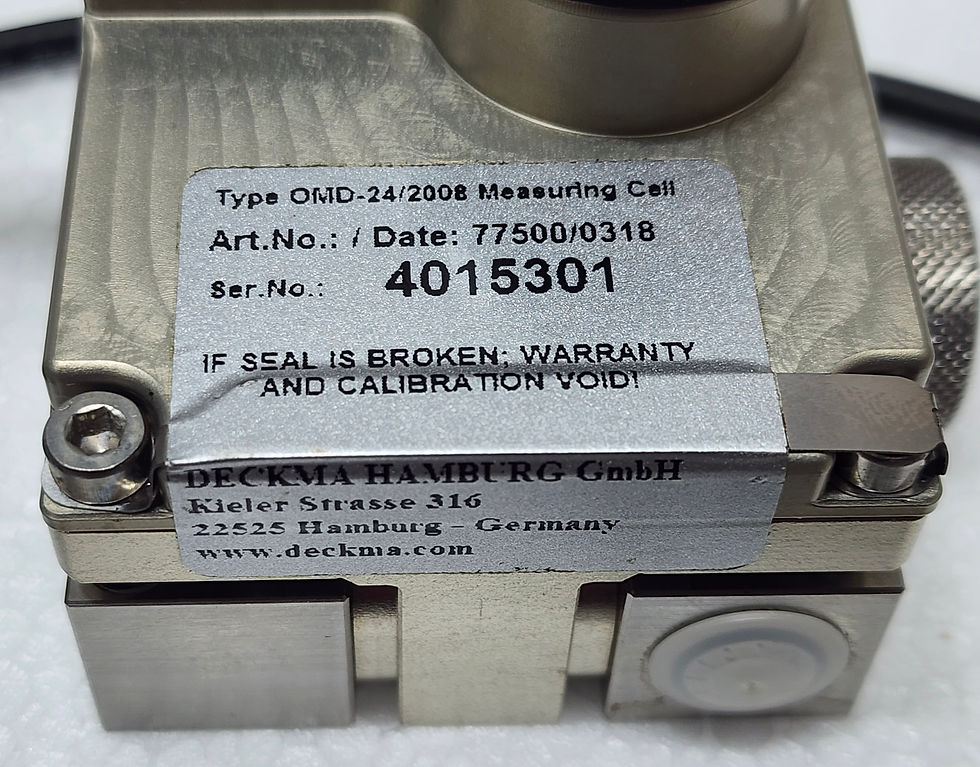 Type OMD-24/2008 Measuring Cell
Art.No.: / Date: 77500/0318
Ser.No.: 4015301
IF SEAL IS BROKEN: WARRANTY
AND CALIBRATION VOID!
DECKMA HAMBURG GmbH
Kieler Strasse 316
22525 Hamburg - Germany
www.deckma.com